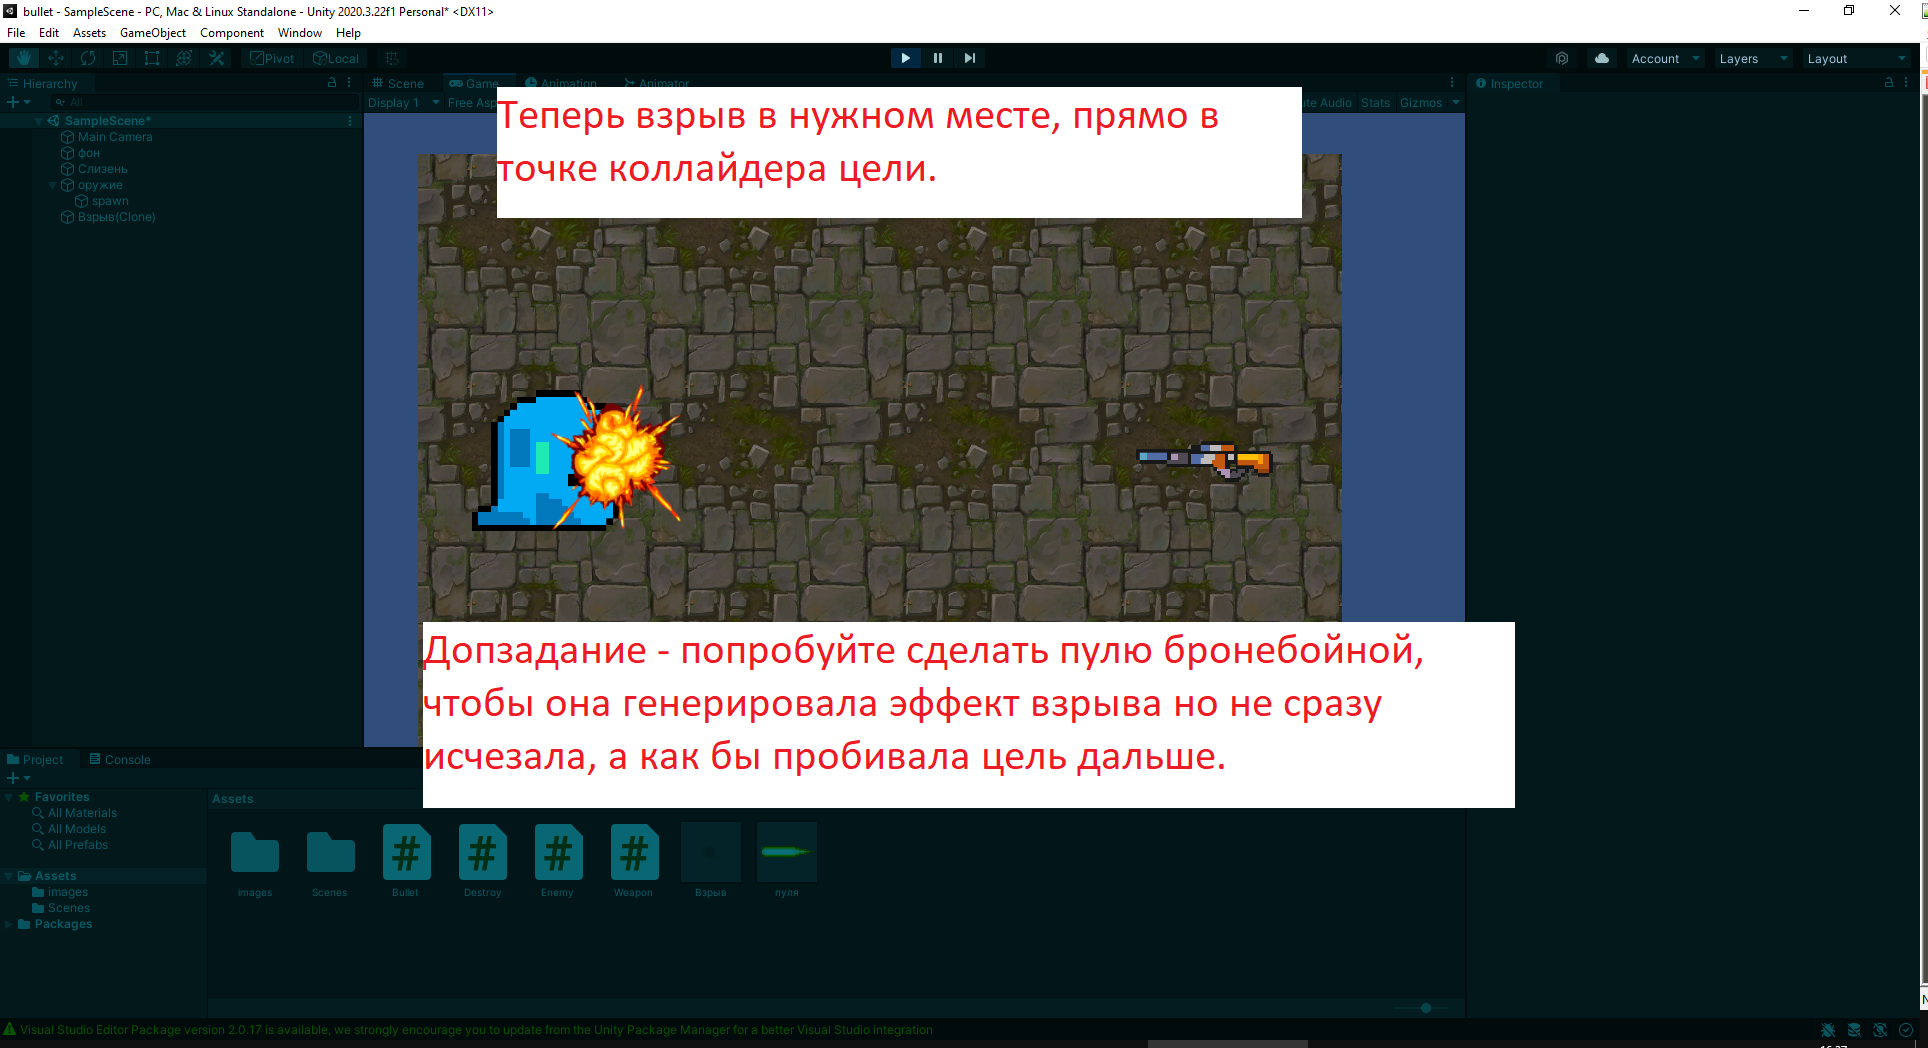 bullet - SampleScene - PC, Mac & Linux Standalone - Unity 2020.3.22f1 Personal* <DX11>
File Edit Assets GameObject Component Window Help
Pivot Local
Account Layers Layout
Hierarchy
Scene Game Animation Animator
Inspector
All
Display 1
Stats Gizmos
SampleScene*
Main Camera
фон
Слизень
оружие
spawn
Взрыв(Clone)
Теперь взрыв в нужном месте, прямо в
точке коллайдера цели.
Допзадание - попробуйте сделать пулю бронебойной,
чтобы она генерировала эффект взрыва но не сразу
исчезала, а как бы пробивала цель дальше.
Project Console
Favorites
All Materials
All Models
All Prefabs
Assets
images
Scenes
Packages
Assets
images Scenes Bullet Destroy Enemy Weapon Взрыв пуля
Visual Studio Editor Package version 2.0.17 is available, we strongly encourage you to update from the Unity Package Manager for a better Visual Studio integration